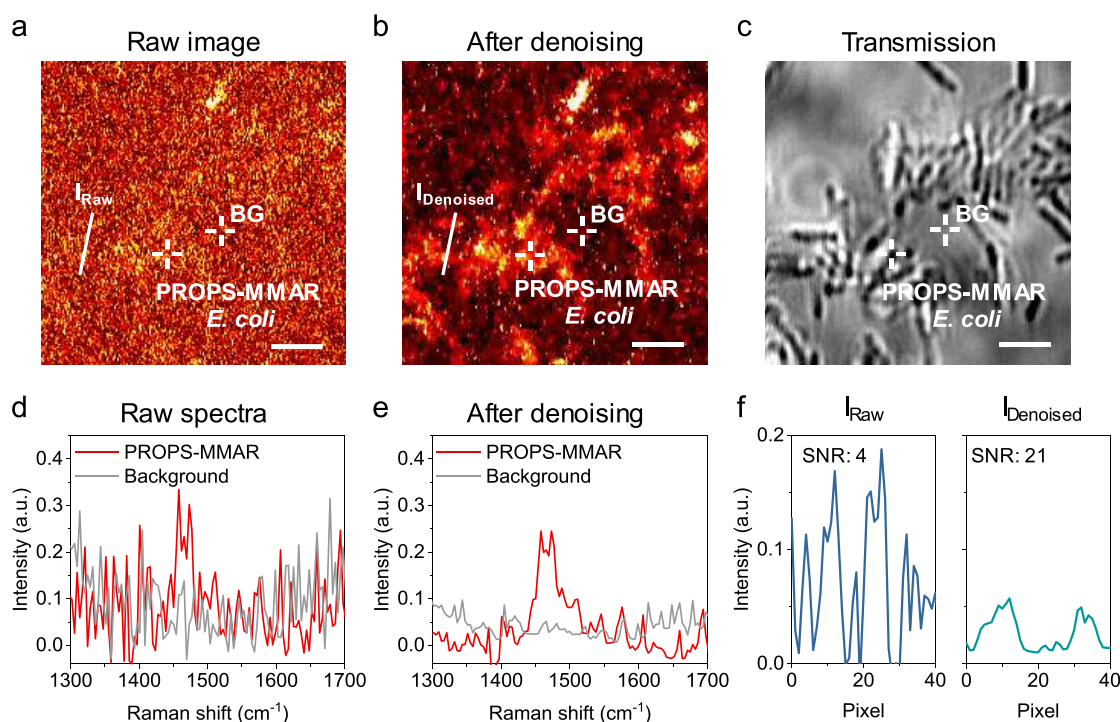 a
Raw image
I_Raw
BG
PROPS-MMAR
E. coli
b
After denoising
I_Denoised
BG
PROPS-MMAR
E. coli
c
Transmission
BG
PROPS-MMAR
E. coli
d
Raw spectra
PROPS-MMAR
Background
Intensity (a.u.)
0.4
0.3
0.2
0.1
0.0
1300 1400 1500 1600 1700
Raman shift (cm⁻¹)
e
After denoising
PROPS-MMAR
Background
Intensity (a.u.)
0.4
0.3
0.2
0.1
0.0
1300 1400 1500 1600 1700
Raman shift (cm⁻¹)
f
I_Raw
SNR: 4
Intensity (a.u.)
0.2
0.1
0.0
0 20 40
Pixel
I_Denoised
SNR: 21
0 20 40
Pixel